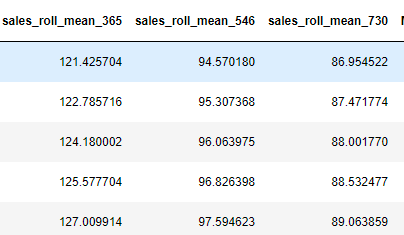 sales_roll_mean_365 sales_roll_mean_546 sales_roll_mean_730
121.425704 94.570180 86.954522
122.785716 95.307368 87.471774
124.180002 96.063975 88.001770
125.577704 96.826398 88.532477
127.009914 97.594623 89.063859